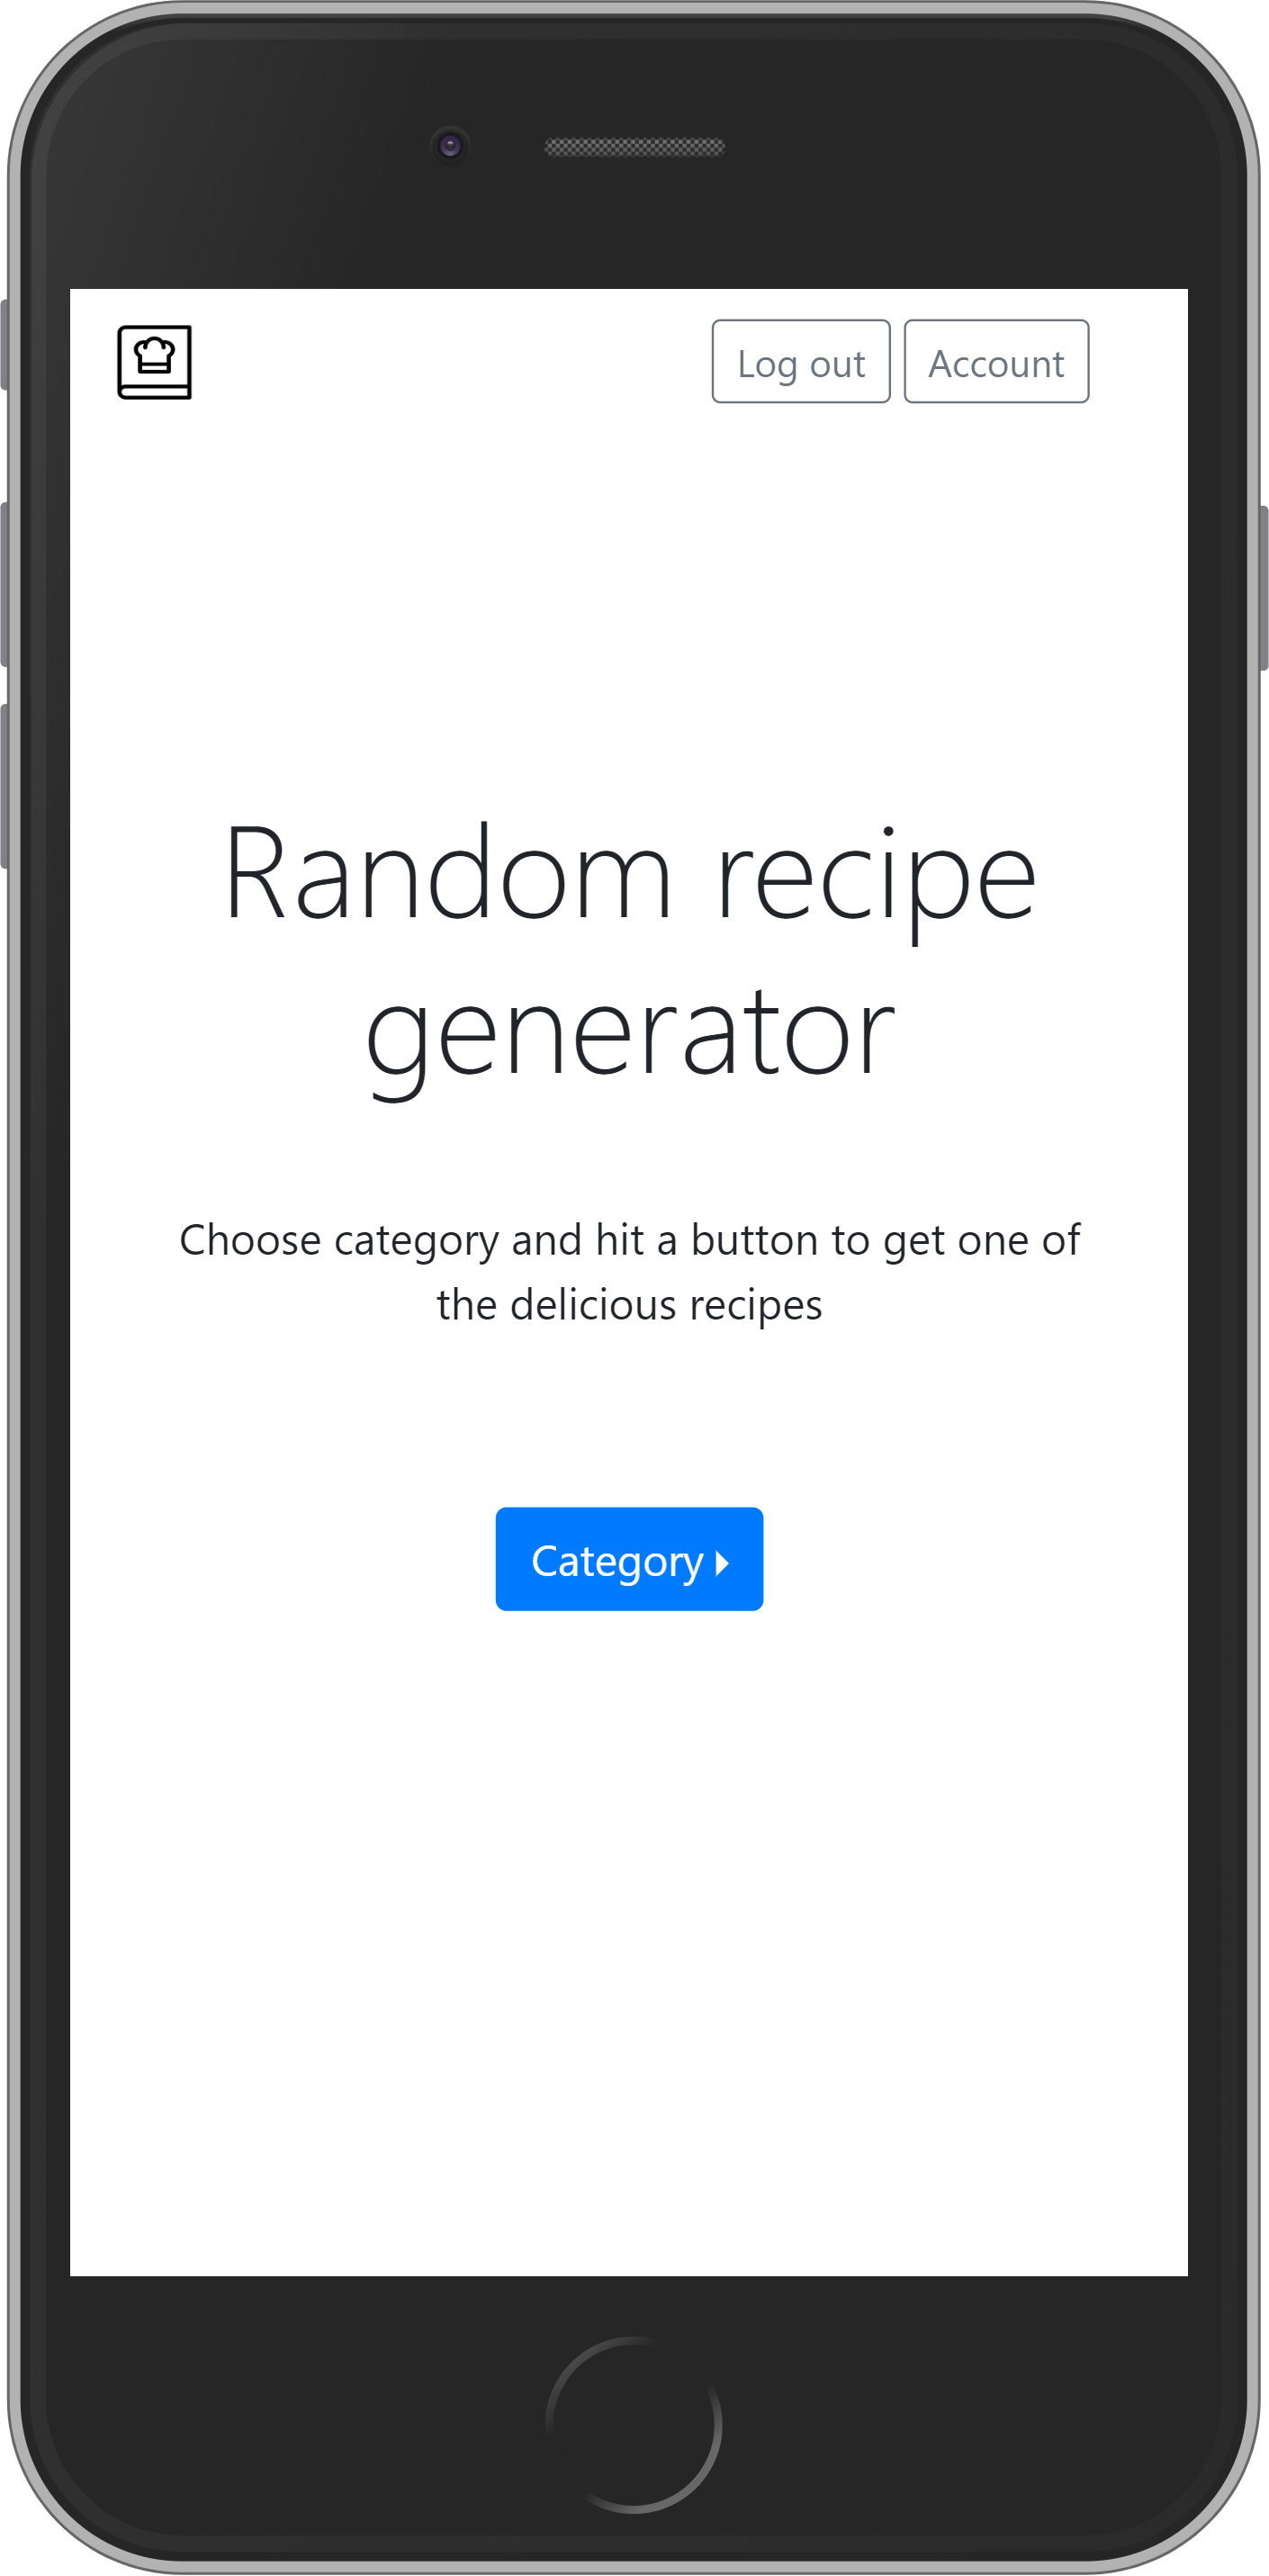 Log out Account
Random recipe
generator
Choose category and hit a button to get one of
the delicious recipes
Category